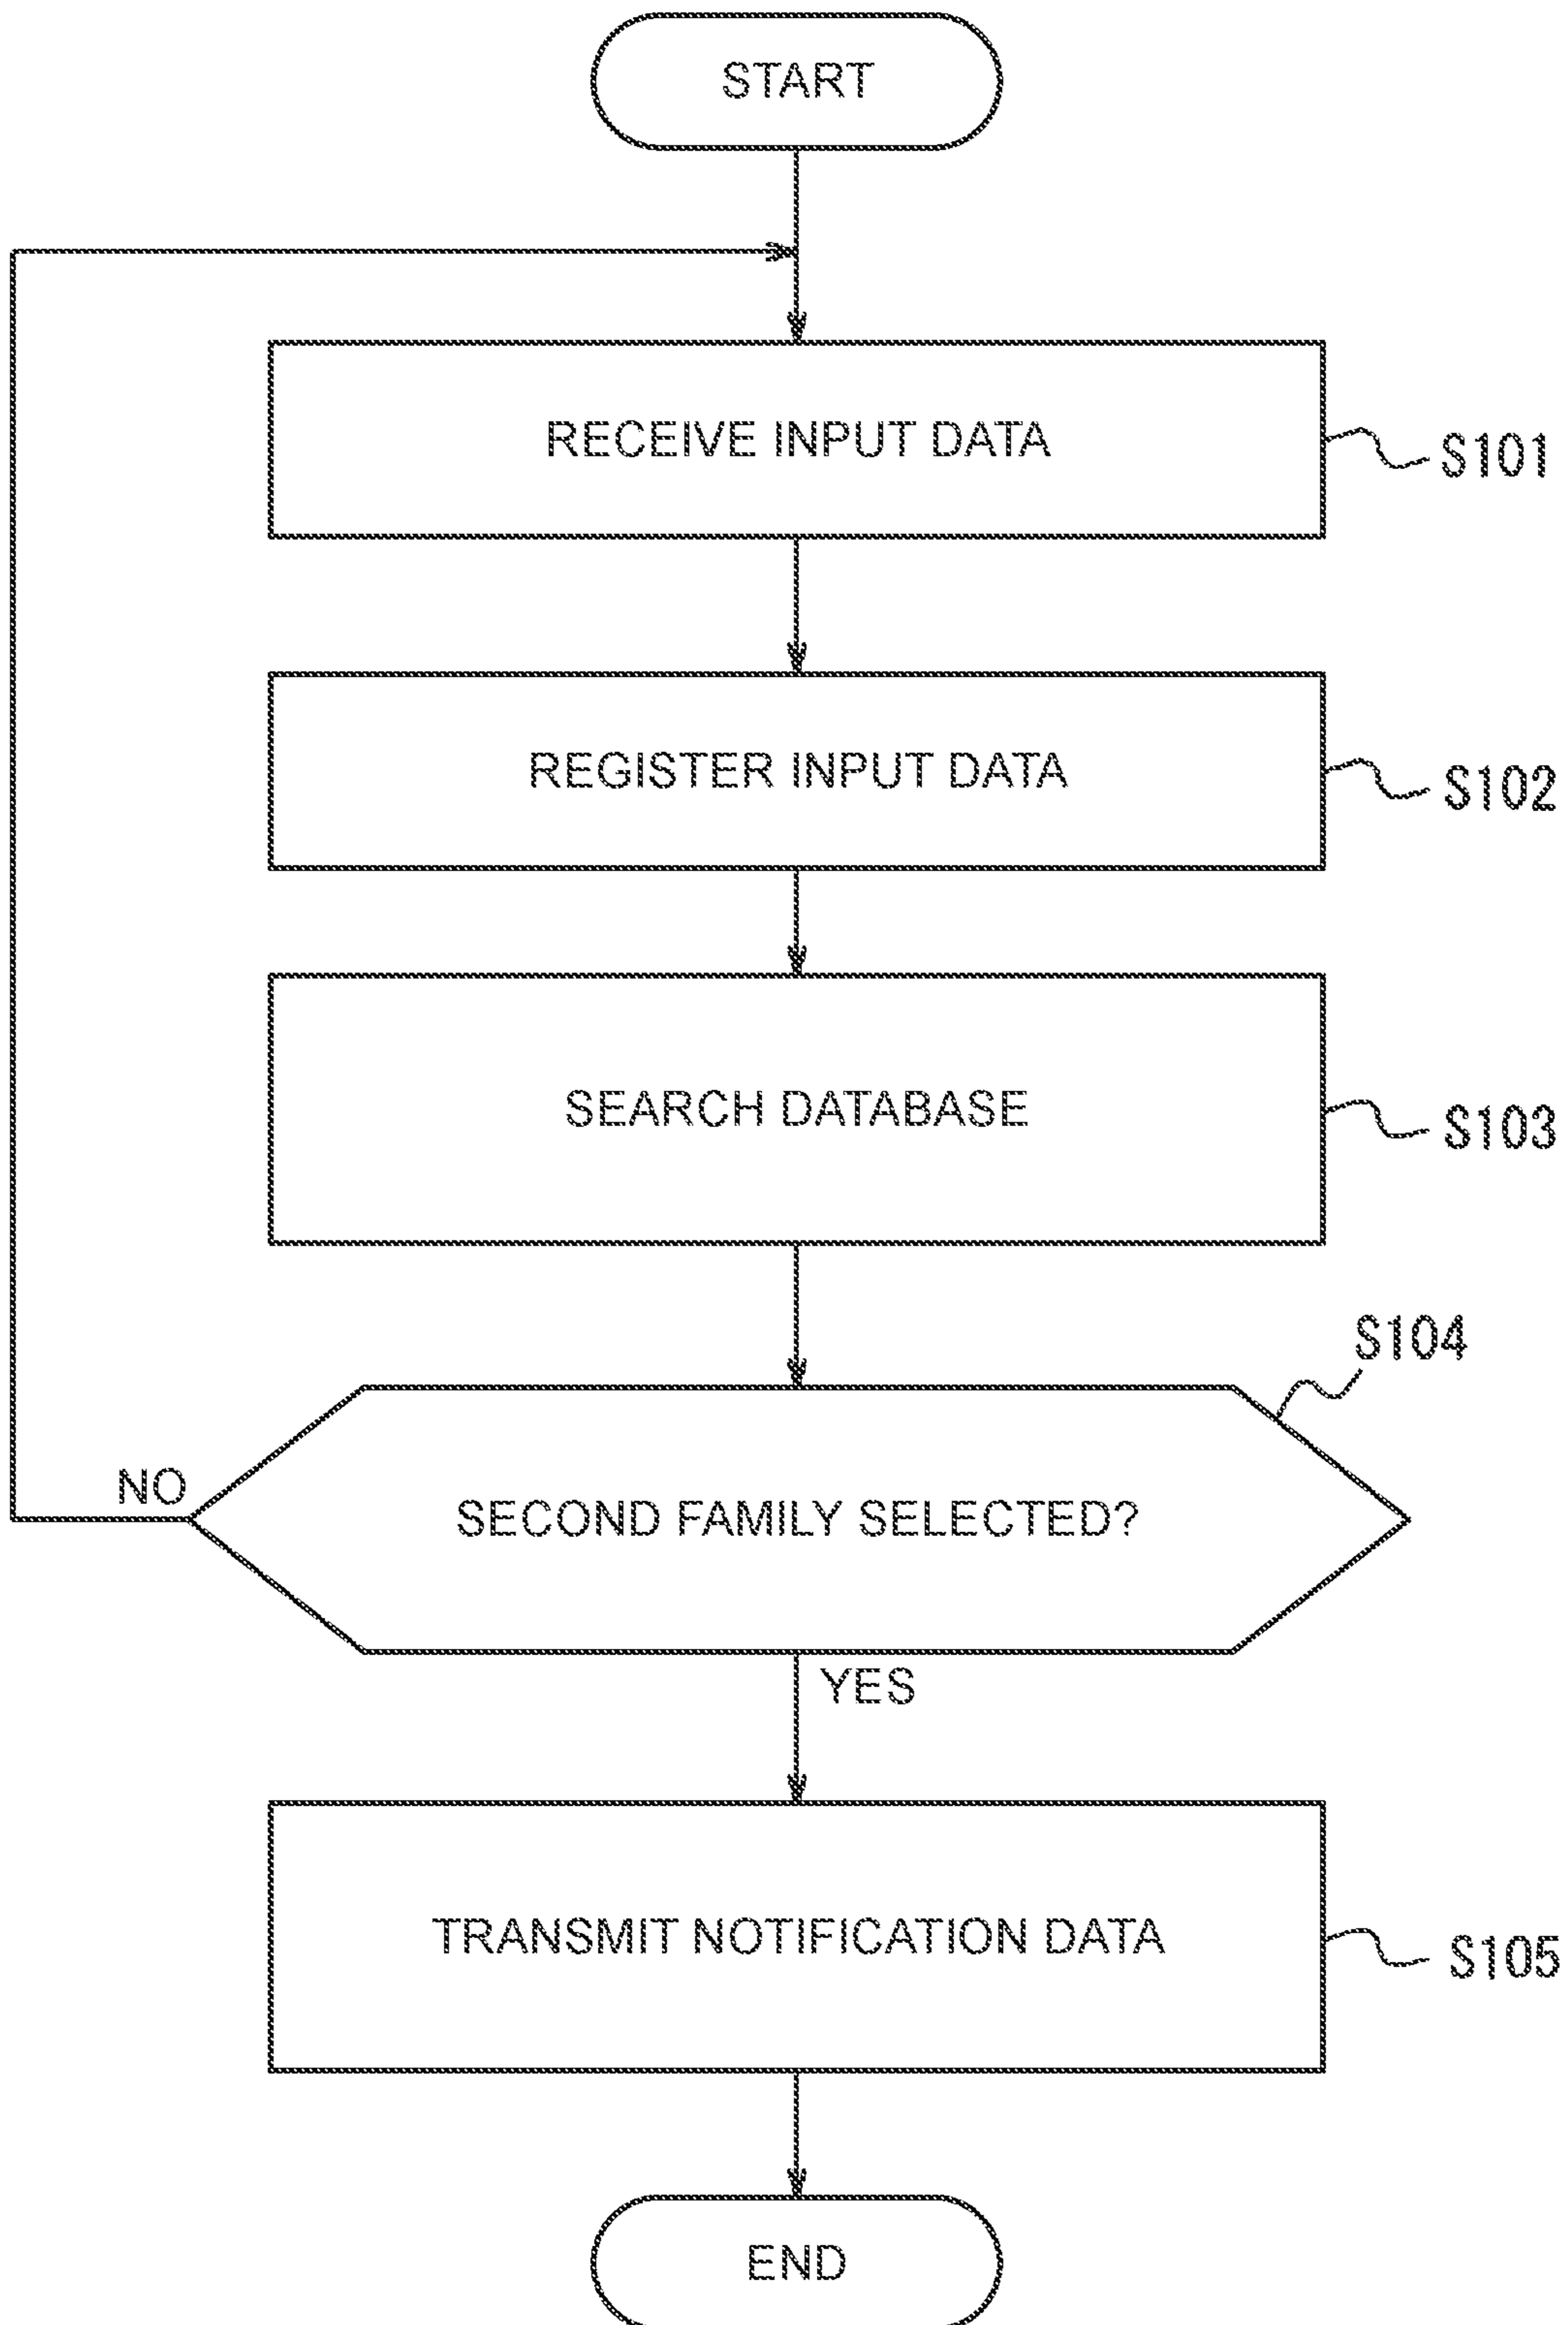 START
RECEIVE INPUT DATA
S101
REGISTER INPUT DATA
S102
SEARCH DATABASE
S103
S104
NO
SECOND FAMILY SELECTED?
YES
TRANSMIT NOTIFICATION DATA
S105
END